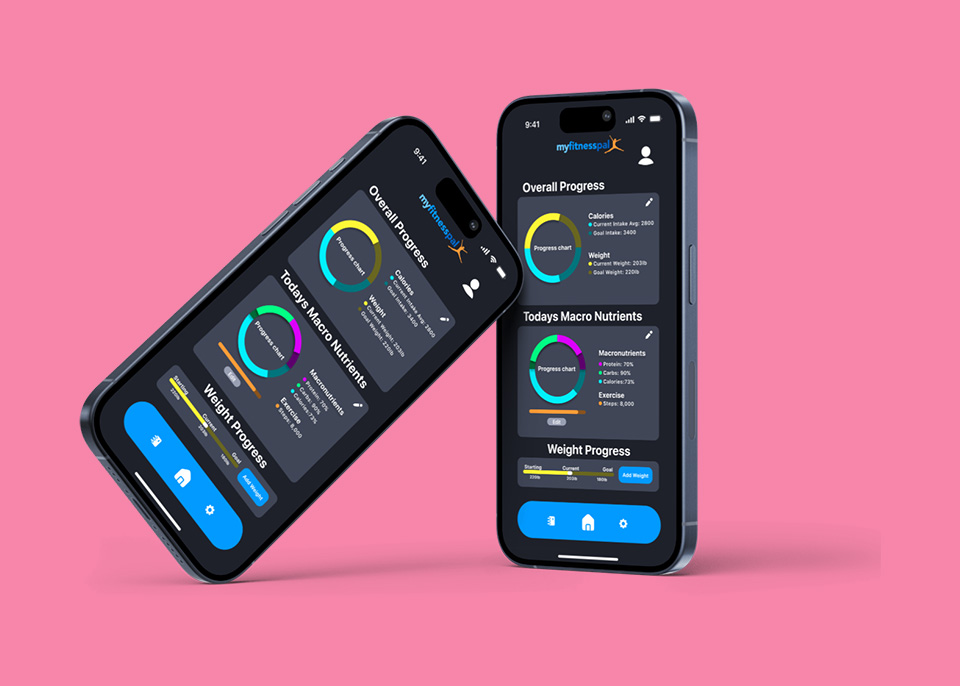 9:41
myfitnesspal
Overall Progress
Progress chart
Calories
Current Intake Avg: 2800
Goal Intake: 3400
Weight
Current Weight: 203lb
Goal Weight: 220lb
Todays Macro Nutrients
Progress chart
Macronutrients
Protein: 70%
Carbs: 90%
Calories:73%
Exercise
Steps: 8,000
Edit
Weight Progress
Starting Current Goal
220lb 203lb 180lb
Add Weight
9:41
myfitnesspal
Overall Progress
Progress chart
Calories
Current Intake Avg: 2800
Goal Intake: 3400
Weight
Current Weight: 203lb
Goal Weight: 220lb
Todays Macro Nutrients
Progress chart
Macronutrients
Protein: 70%
Carbs: 90%
Calories:73%
Exercise
Steps: 8,000
Edit
Weight Progress
Starting Current Goal
220lb 203lb 180lb
Add Weight